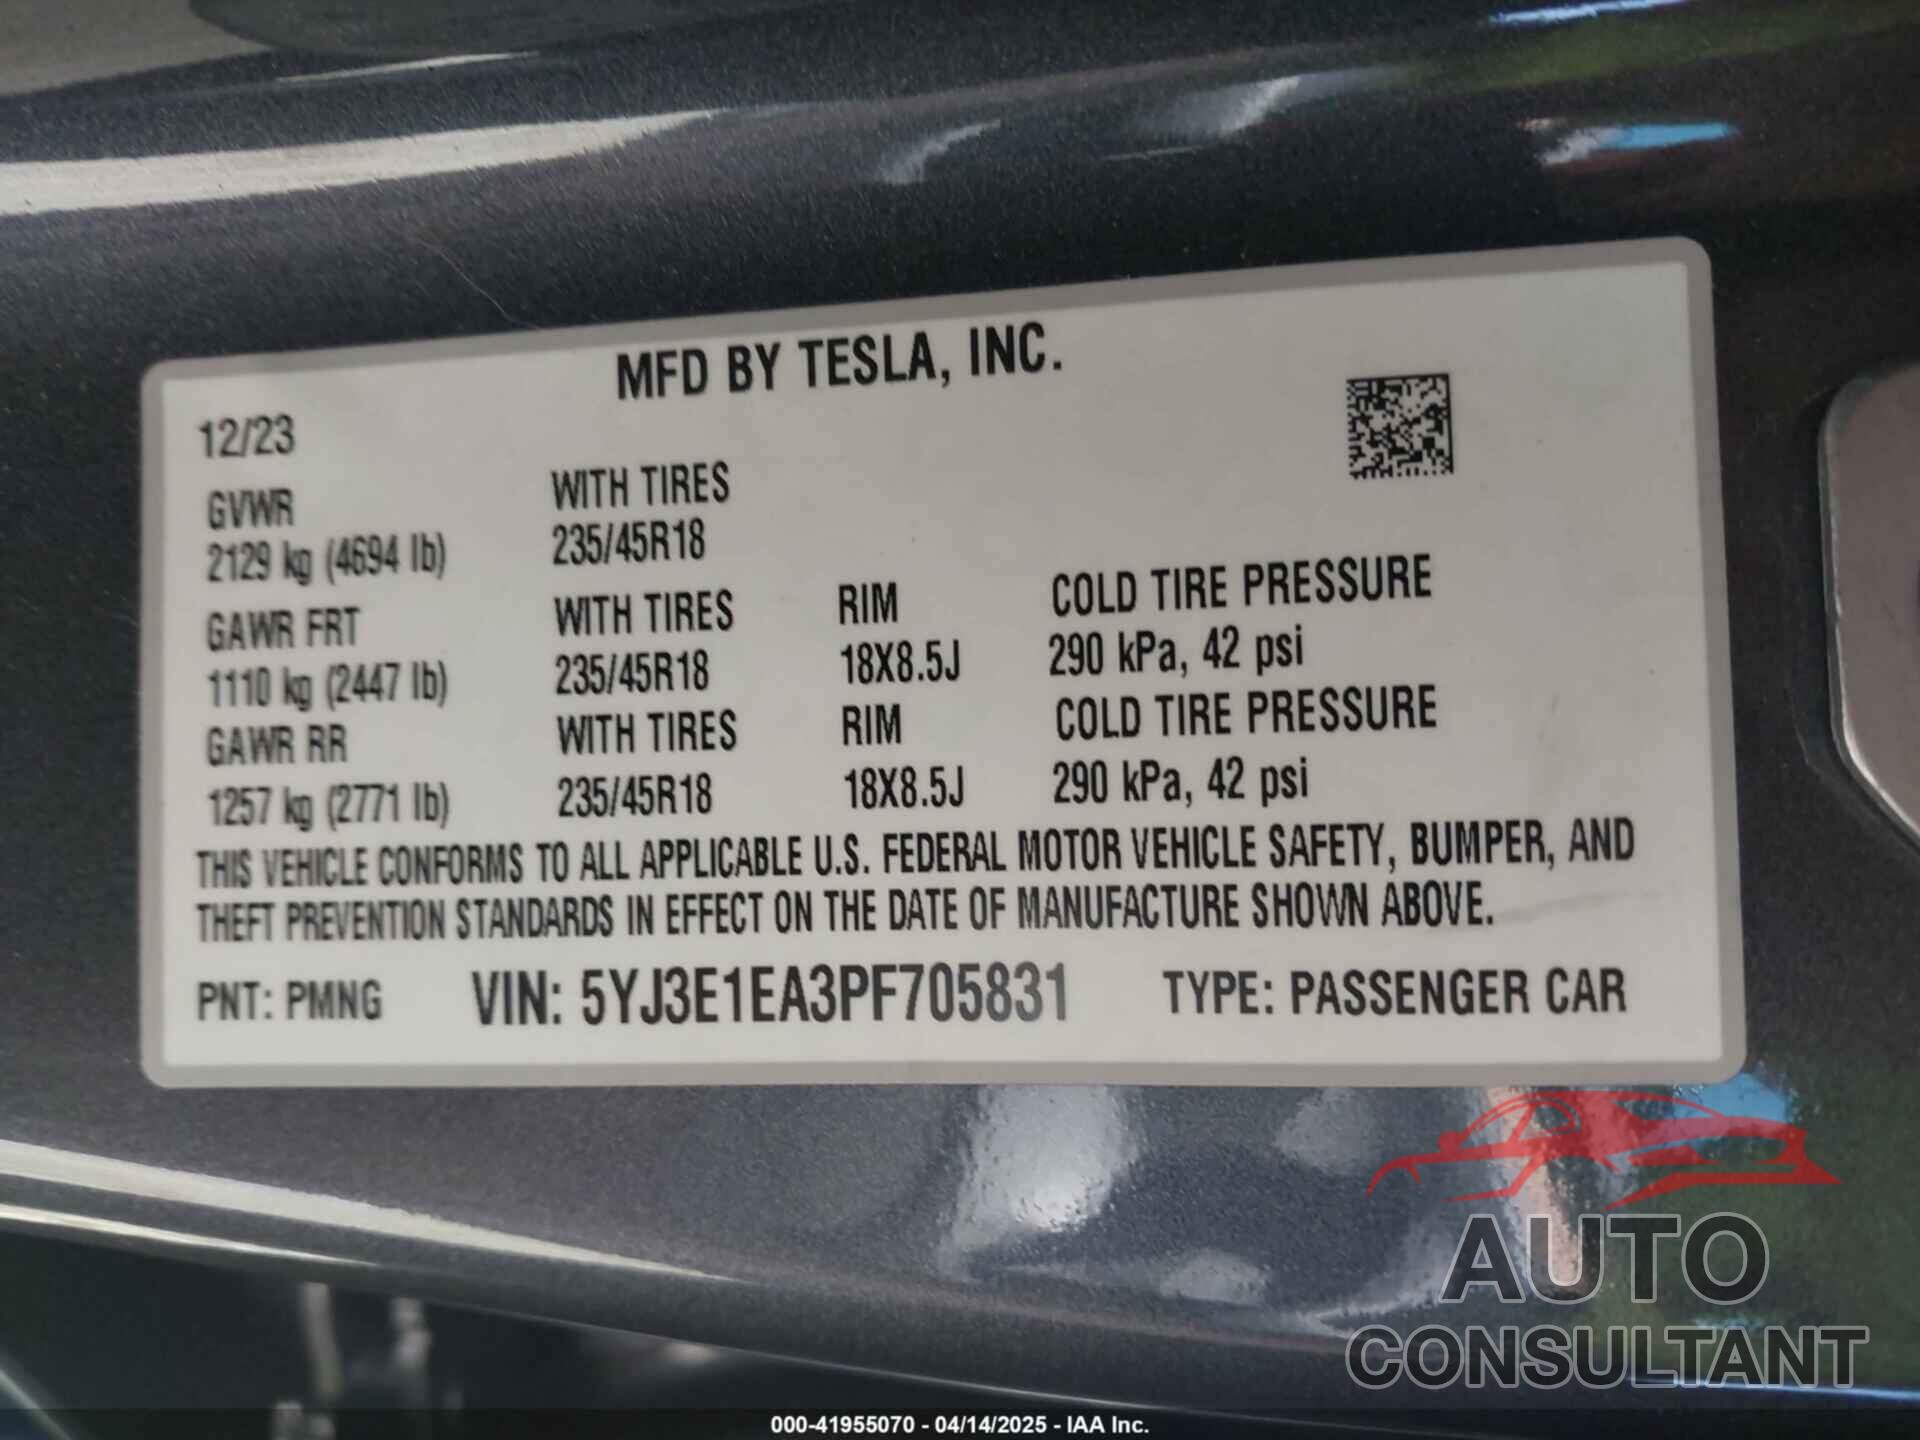 MFD BY TESLA, INC.
12/23
GVWR WITH TIRES
2129 kg (4694 lb) 235/45R18
GAWR FRT WITH TIRES RIM COLD TIRE PRESSURE
1110 kg (2447 lb) 235/45R18 18X8.5J 290 kPa, 42 psi
GAWR RR WITH TIRES RIM COLD TIRE PRESSURE
1257 kg (2771 lb) 235/45R18 18X8.5J 290 kPa, 42 psi
THIS VEHICLE CONFORMS TO ALL APPLICABLE U.S. FEDERAL MOTOR VEHICLE SAFETY, BUMPER, AND
THEFT PREVENTION STANDARDS IN EFFECT ON THE DATE OF MANUFACTURE SHOWN ABOVE.
PNT: PMNG VIN: 5YJ3E1EA3PF705831 TYPE: PASSENGER CAR
AUTO
CONSULTANT
000-41955070 - 04/14/2025 - IAA Inc.